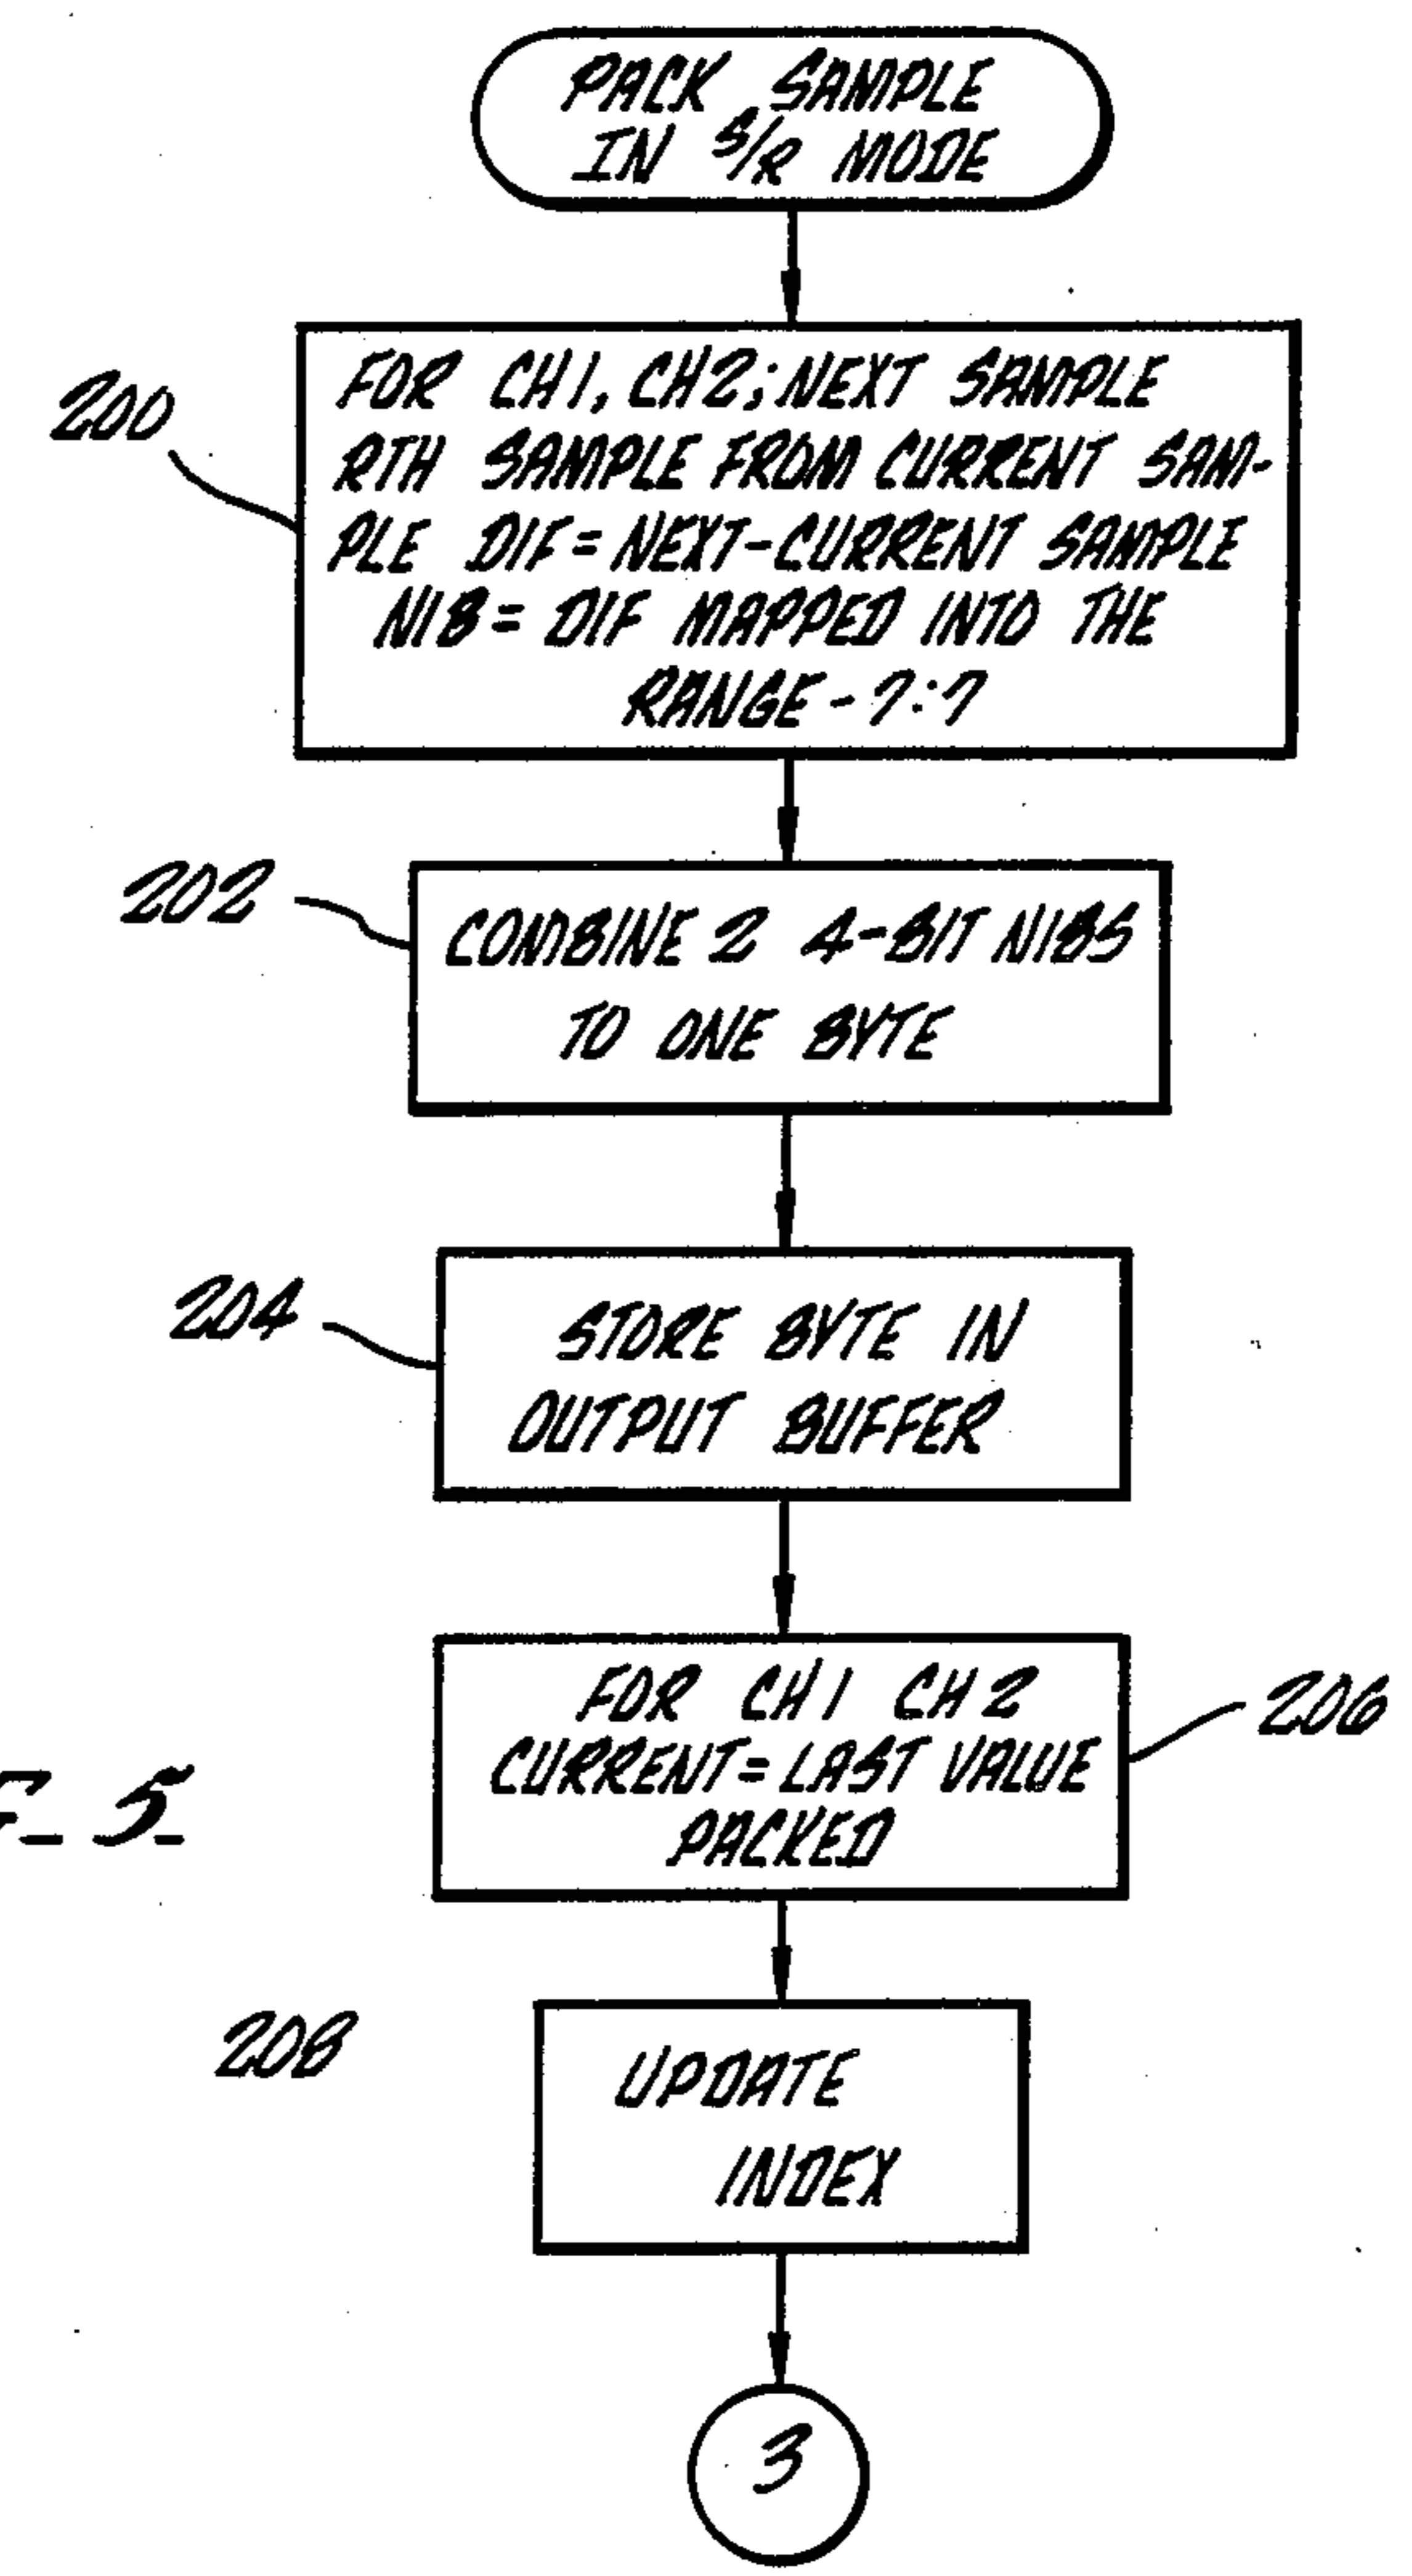 PACK SAMPLE
IN S/R MODE
200
FOR CH1, CH2; NEXT SAMPLE
RTH SAMPLE FROM CURRENT SAM-
PLE DIF = NEXT-CURRENT SAMPLE
NIB = DIF MAPPED INTO THE
RANGE - 7:7
202
COMBINE 2 4-BIT NIBS
TO ONE BYTE
204
STORE BYTE IN
OUTPUT BUFFER
FOR CH1 CH2
CURRENT = LAST VALUE
PACKED
206
5
208
UPDATE
INDEX
3